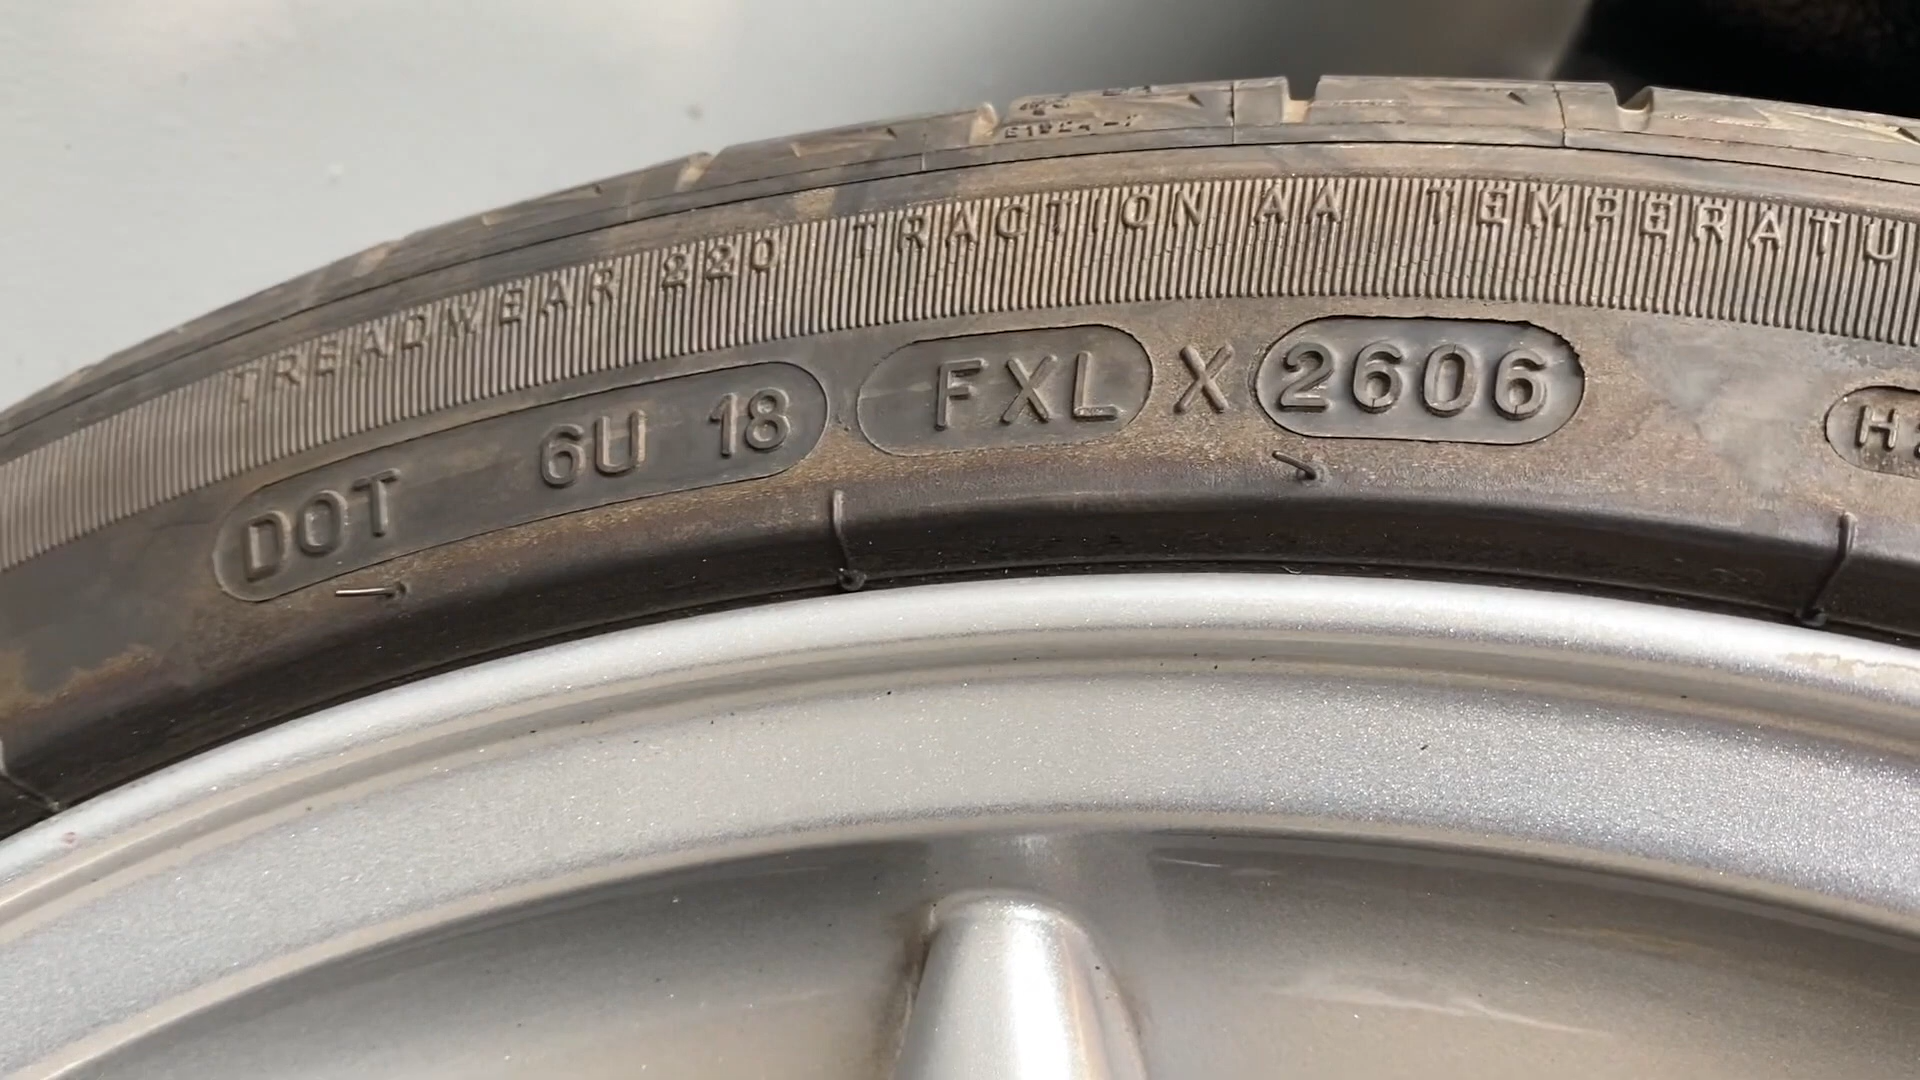 TREADWEAR 220 TRACTION AA TEMPERATU
DOT 6U 18 FXL X 2606